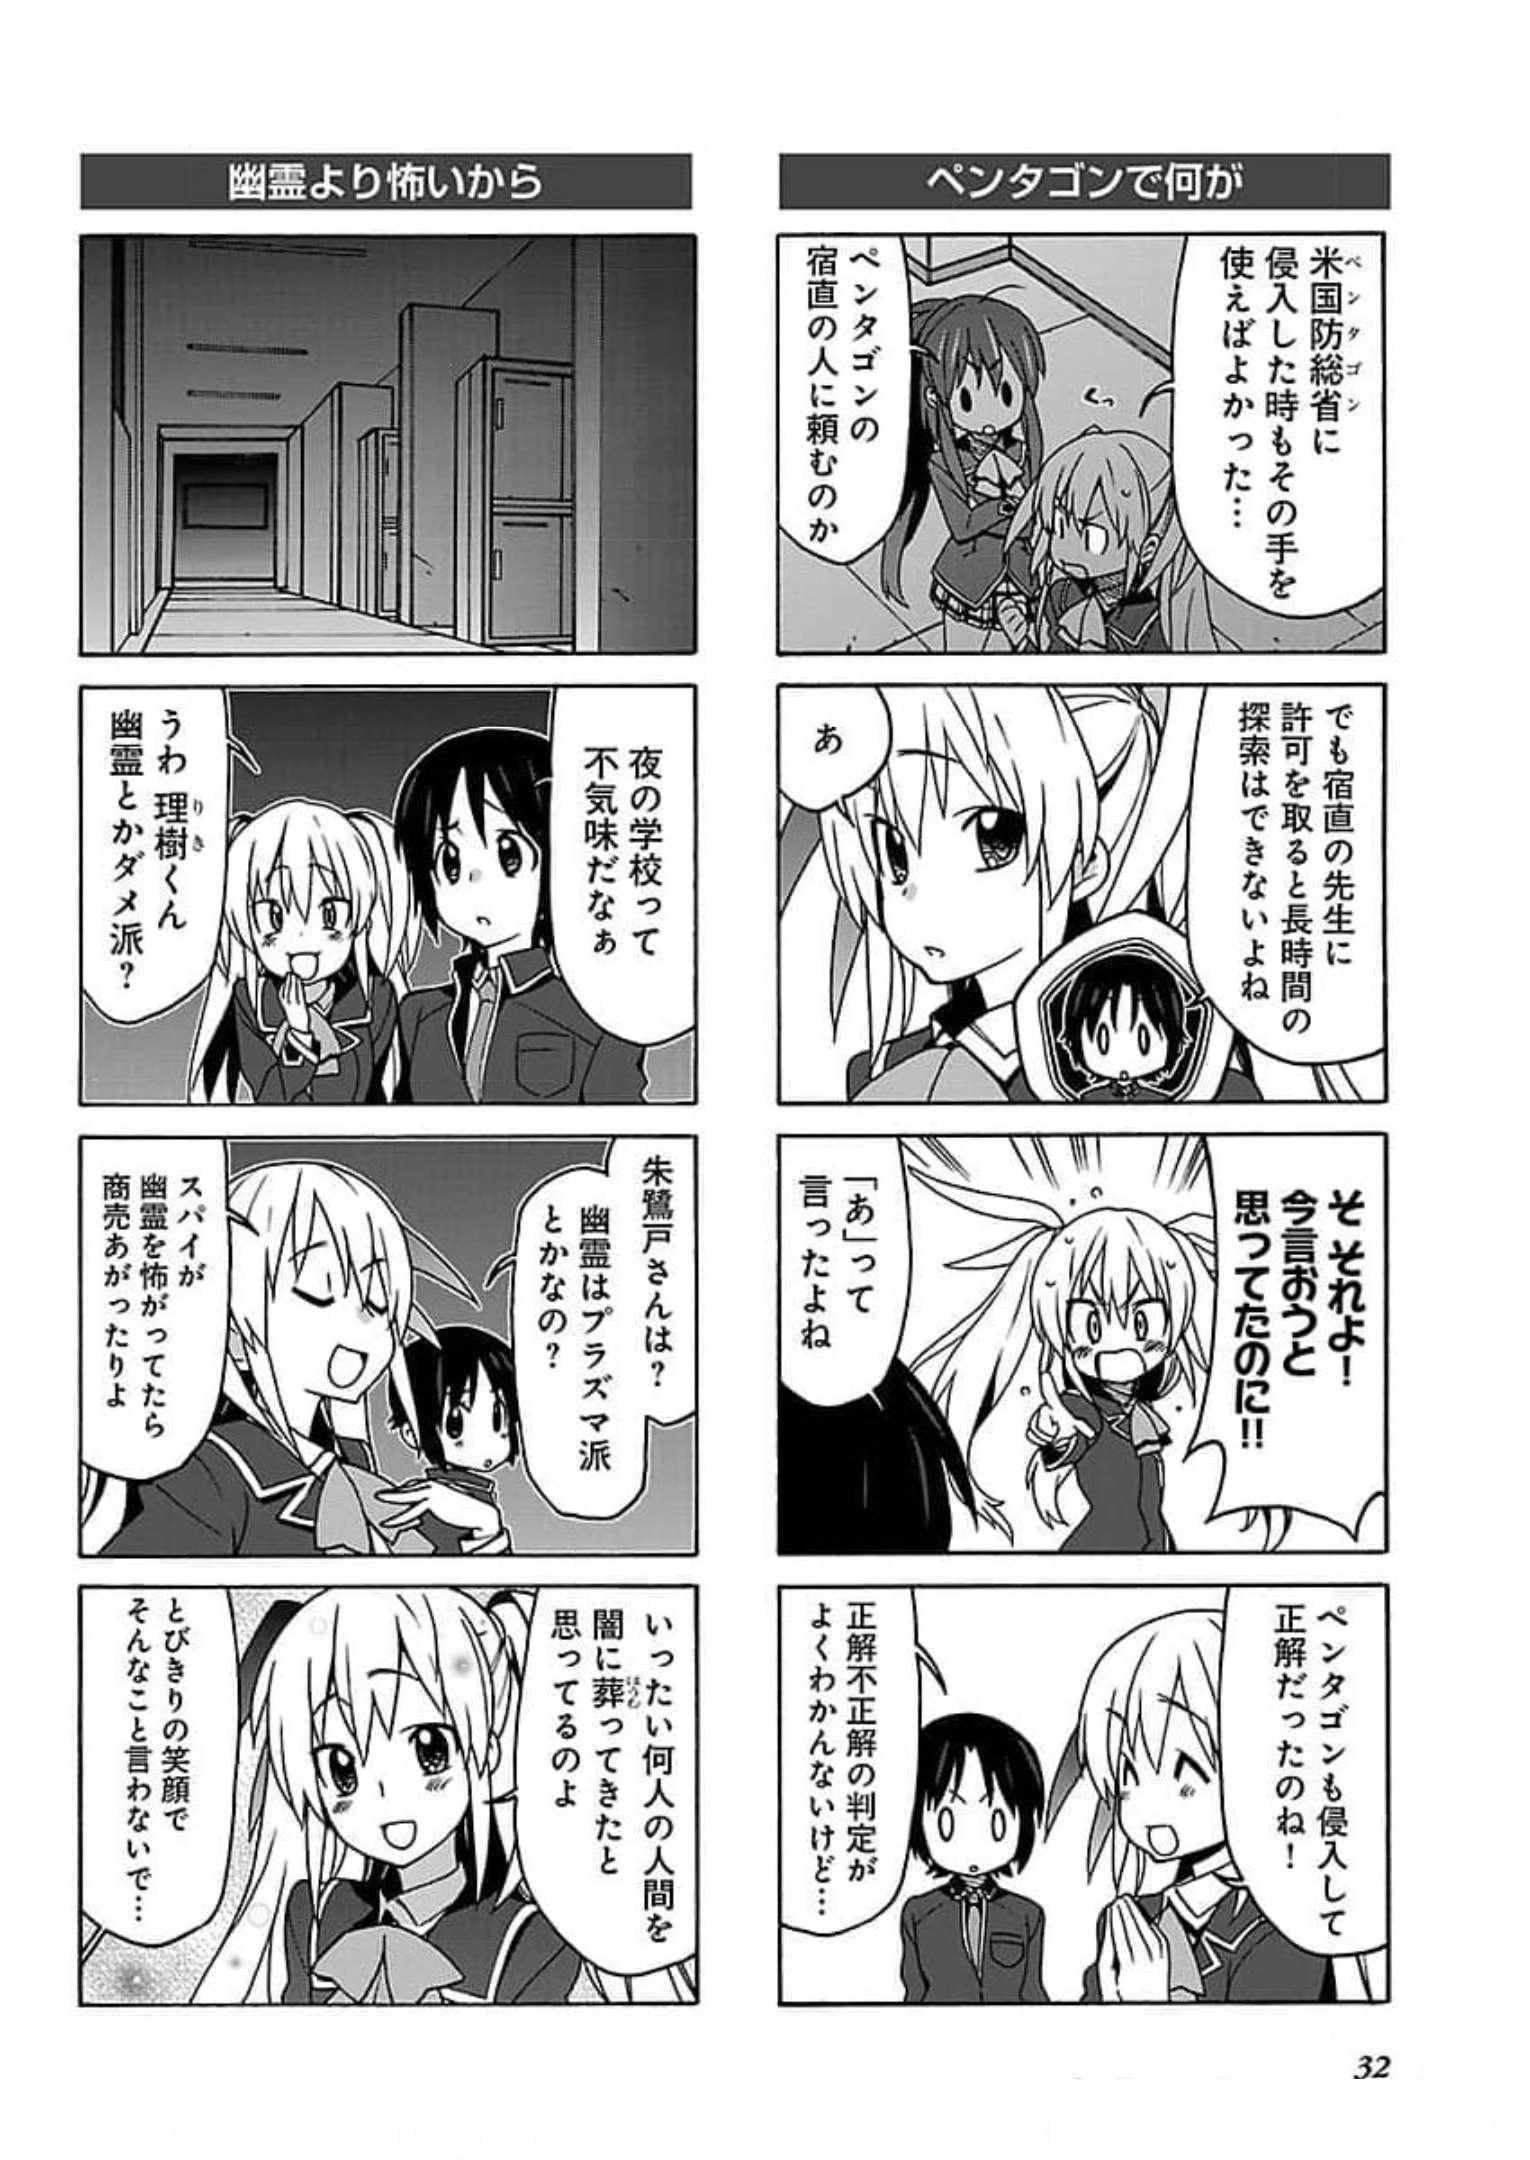 ペンタゴンで何が
米国防総省に
ペンタゴン
侵入した時もその手を
使えばよかった…
くっ
ペンタゴンの
宿直の人に頼むのか
でも宿直の先生に
許可を取ると長時間の
探索はできないよね
あ
そ それよ!
今言おうと
思ってたのに!!
「あ」って
言ったよね
ペンタゴンも侵入して
正解だったのね!
正解不正解の判定が
よくわかんないけど…
幽霊より怖いから
夜の学校って
不気味だなぁ
うわ 理樹くん
りき
幽霊とかダメ派?
朱鷺戸さんは?
幽霊はプラズマ派
とかなの?
スパイが
幽霊を怖がってたら
商売あがったりよ
いったい何人の人間を
闇に葬ってきたと
ほうむ
思ってるのよ
とびきりの笑顔で
そんなこと言わないで…
32